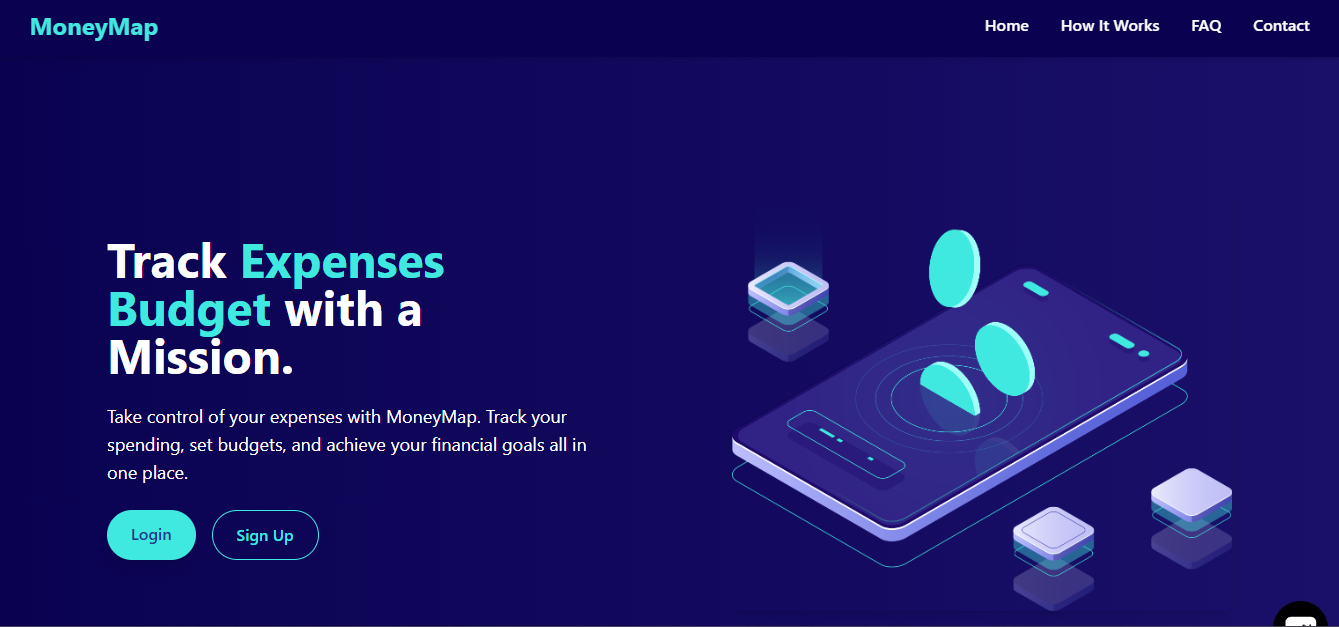 MoneyMap
Home How It Works FAQ Contact
Track Expenses
Budget with a
Mission.
Take control of your expenses with MoneyMap. Track your
spending, set budgets, and achieve your financial goals all in
one place.
Login Sign Up